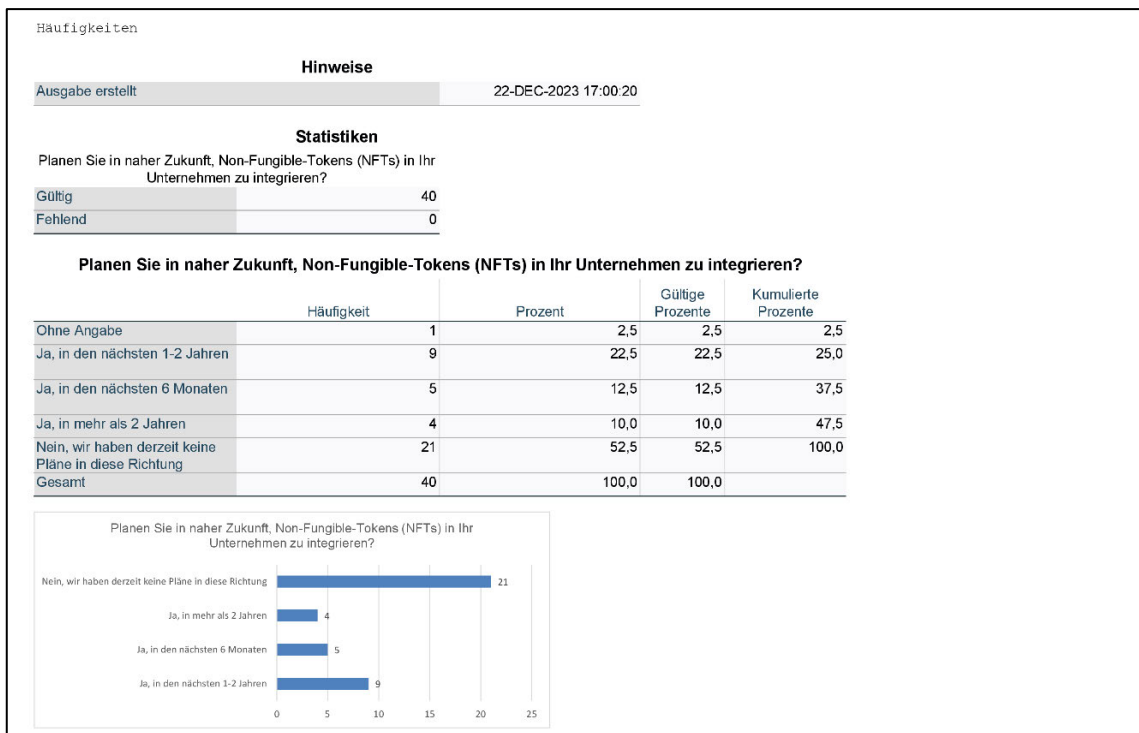 Häufigkeiten
Hinweise
Ausgabe erstellt 22-DEC-2023 17:00:20
Statistiken
Planen Sie in naher Zukunft, Non-Fungible-Tokens (NFTs) in Ihr
Unternehmen zu integrieren?
Gültig 40
Fehlend 0
Planen Sie in naher Zukunft, Non-Fungible-Tokens (NFTs) in Ihr Unternehmen zu integrieren?
Häufigkeit Prozent Gültige Prozente Kumulierte Prozente
Ohne Angabe 1 2,5 2,5 2,5
Ja, in den nächsten 1-2 Jahren 9 22,5 22,5 25,0
Ja, in den nächsten 6 Monaten 5 12,5 12,5 37,5
Ja, in mehr als 2 Jahren 4 10,0 10,0 47,5
Nein, wir haben derzeit keine 21 52,5 52,5 100,0
Pläne in diese Richtung
Gesamt 40 100,0 100,0
Planen Sie in naher Zukunft, Non-Fungible-Tokens (NFTs) in Ihr
Unternehmen zu integrieren?
Nein, wir haben derzeit keine Pläne in diese Richtung 21
Ja, in mehr als 2 Jahren 4
Ja, in den nächsten 6 Monaten 5
Ja, in den nächsten 1-2 Jahren 9
0 5 10 15 20 25